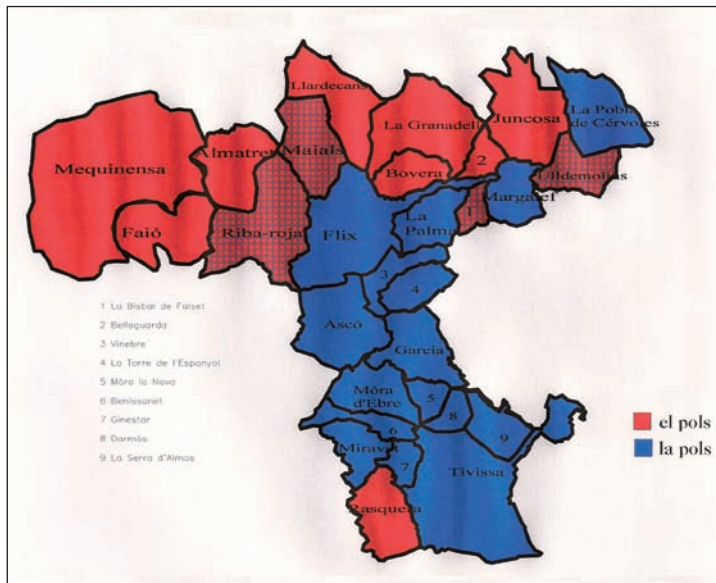 Llardecans
La Granadella
Juncosa
La Pobla
de Cérvoles
Mequinensa
Almatret
Maials
Bovera
2
Ulldemolins
Margalef
1
Faió
Riba-roja
Flix
La
Palma
3
4
Ascó
Garcia
Móra
d'Ebre
5
8
6
9
Miravet
7
Tivissa
Rasquera
1 La Bisbal de Falset
2 Bellaguarda
3 Vinebre
4 La Torre de l'Espanyol
5 Móra la Nova
6 Benissanet
7 Ginestar
8 Darmós
9 La Serra d'Almos
el pols
la pols